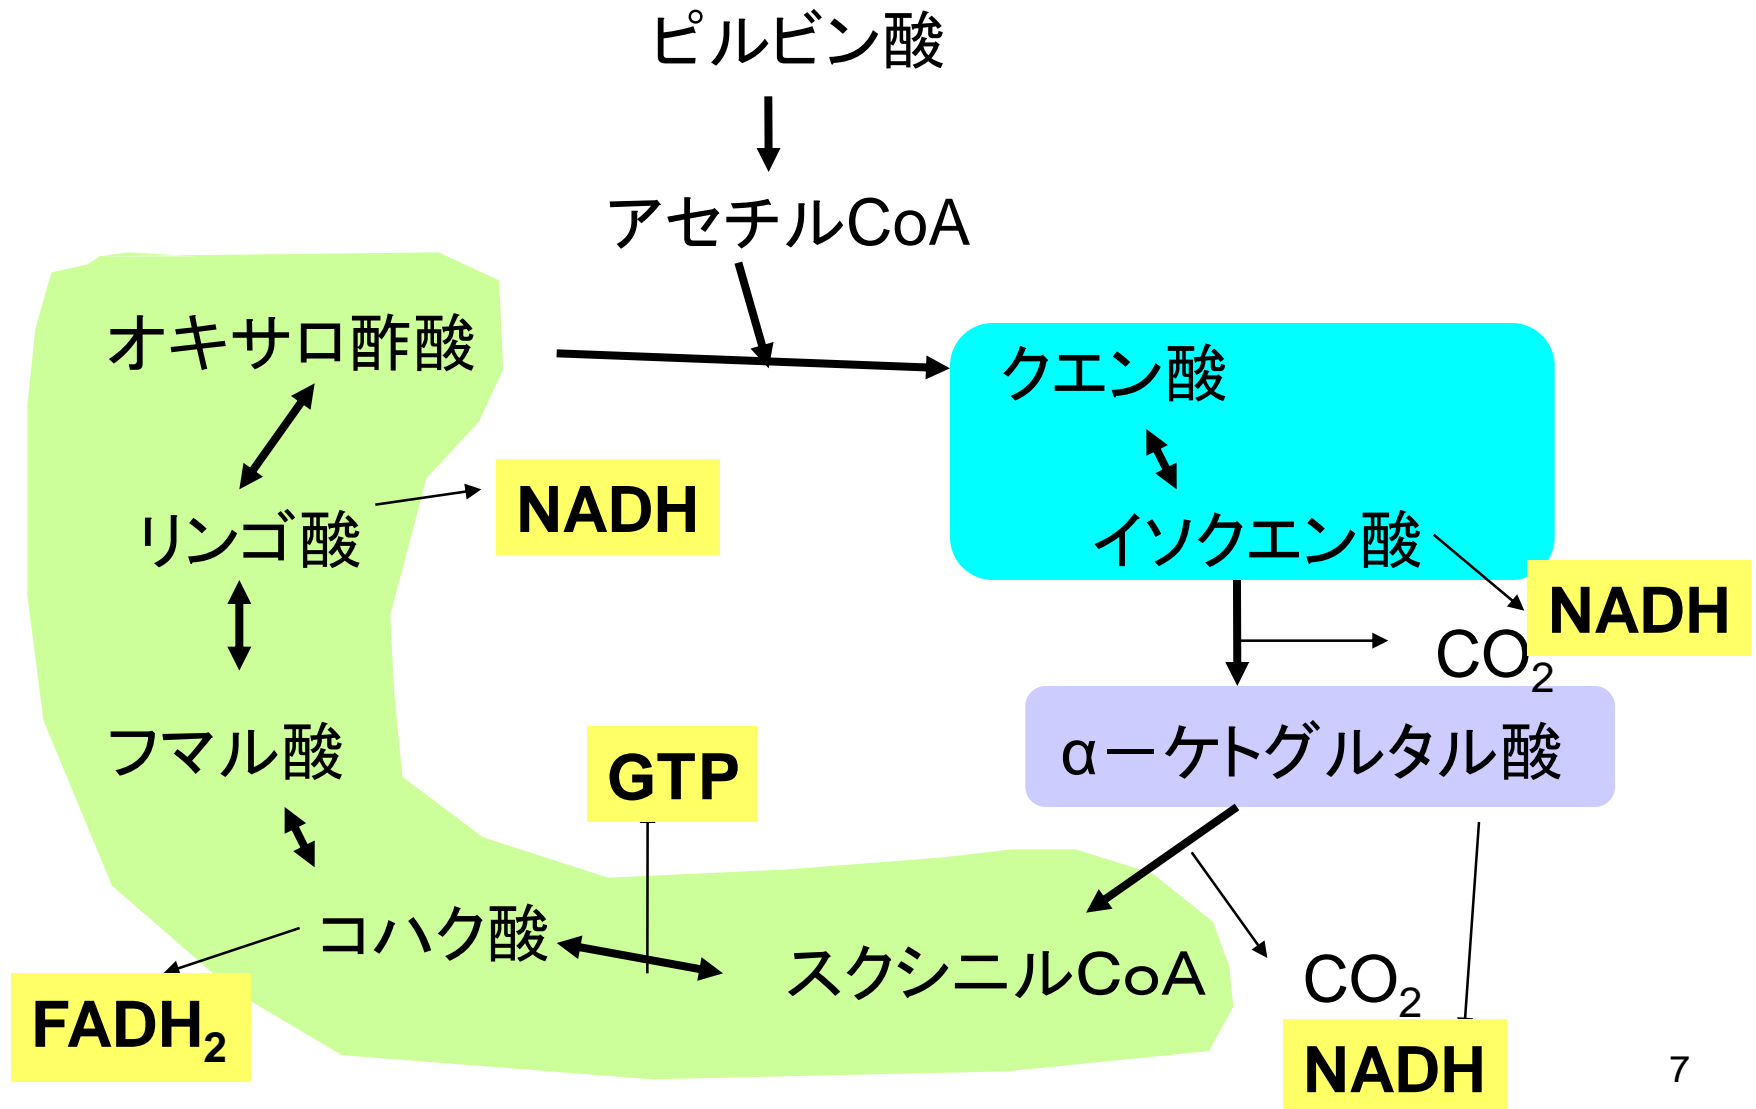 ピルビン酸
アセチルCoA
オキサロ酢酸
クエン酸
リンゴ酸
NADH
イソクエン酸
NADH
CO2
フマル酸
GTP
α－ケトグルタル酸
コハク酸
スクシニルCoA
CO2
FADH2
NADH
7